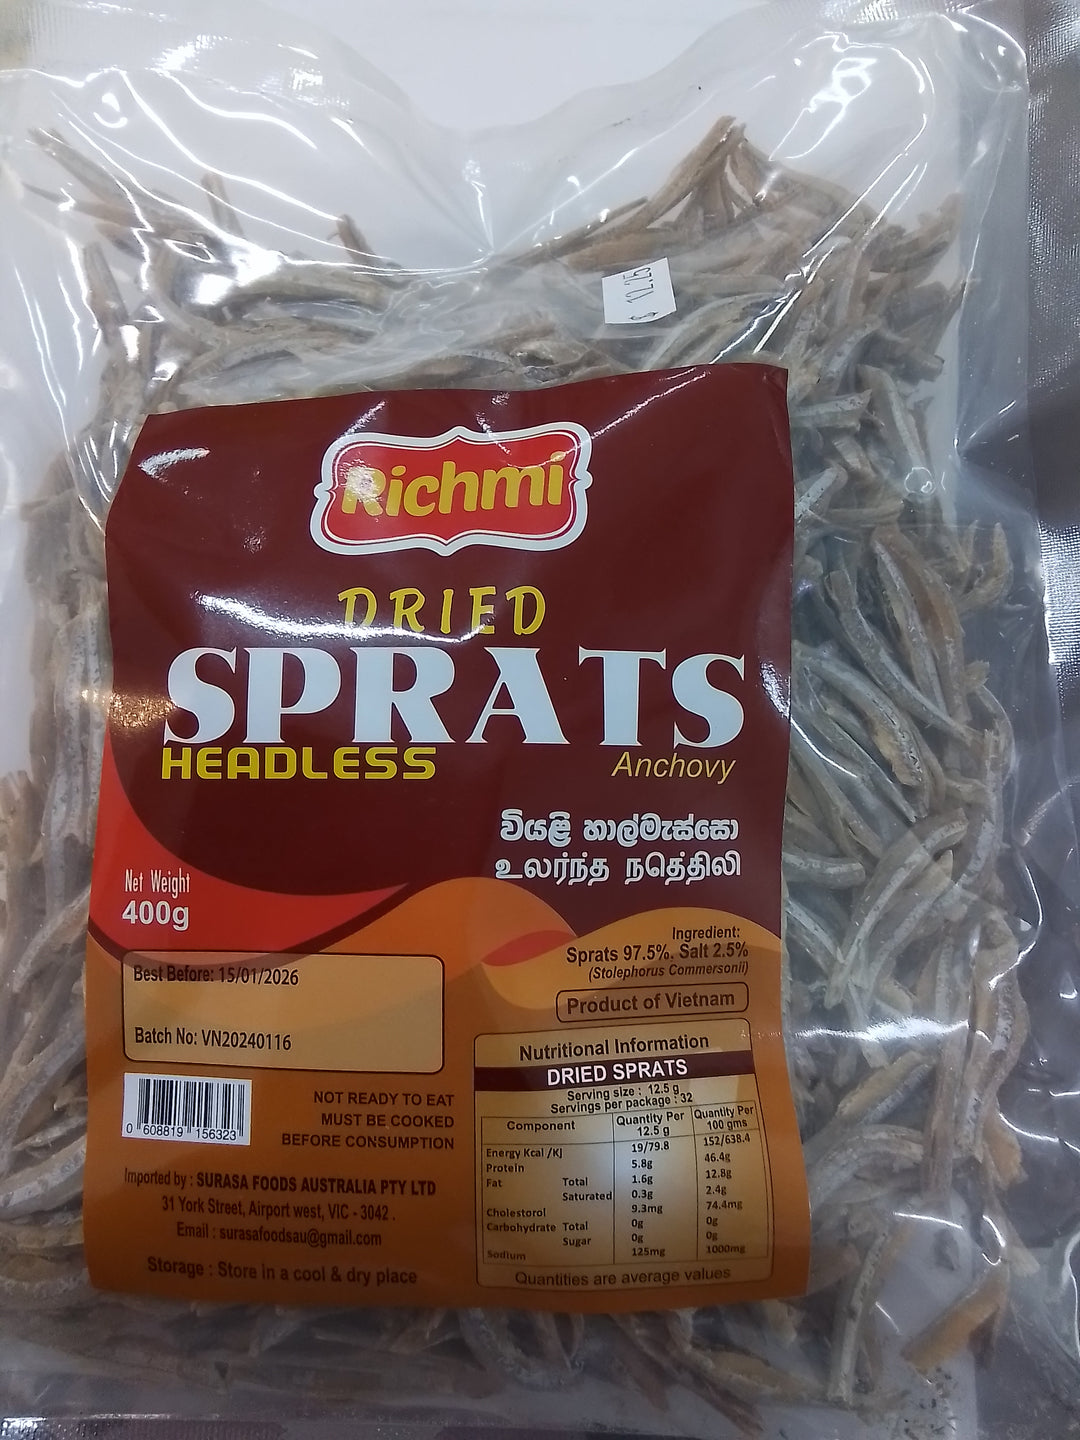 $ 12.25
Richmi
DRIED
SPRATS
HEADLESS
Anchovy
වියළි හාල්මැස්සො
உலர்ந்த நெத்திலி
Net Weight
400g
Ingredient:
Sprats 97.5%. Salt 2.5%
(Stolephorus Commersonii)
Product of Vietnam
Best Before: 15/01/2026
Batch No: VN20240116
0 608819 156323
NOT READY TO EAT
MUST BE COOKED
BEFORE CONSUMPTION
Imported by : SURASA FOODS AUSTRALIA PTY LTD
31 York Street, Airport west, VIC - 3042 .
Email : surasafoodsau@gmail.com
Storage : Store in a cool & dry place
Nutritional Information
DRIED SPRATS
Serving size : 12.5 g
Servings per package : 32
Component Quantity Per 12.5 g Quantity Per 100 gms
Energy Kcal /KJ 19/79.8 152/638.4
Protein 5.8g 46.4g
Fat Total 1.6g 12.8g
Saturated 0.3g 2.4g
Cholesterol 9.3mg 74.4mg
Carbohydrate Total 0g 0g
Sugar 0g 0g
Sodium 125mg 1000mg
Quantities are average values